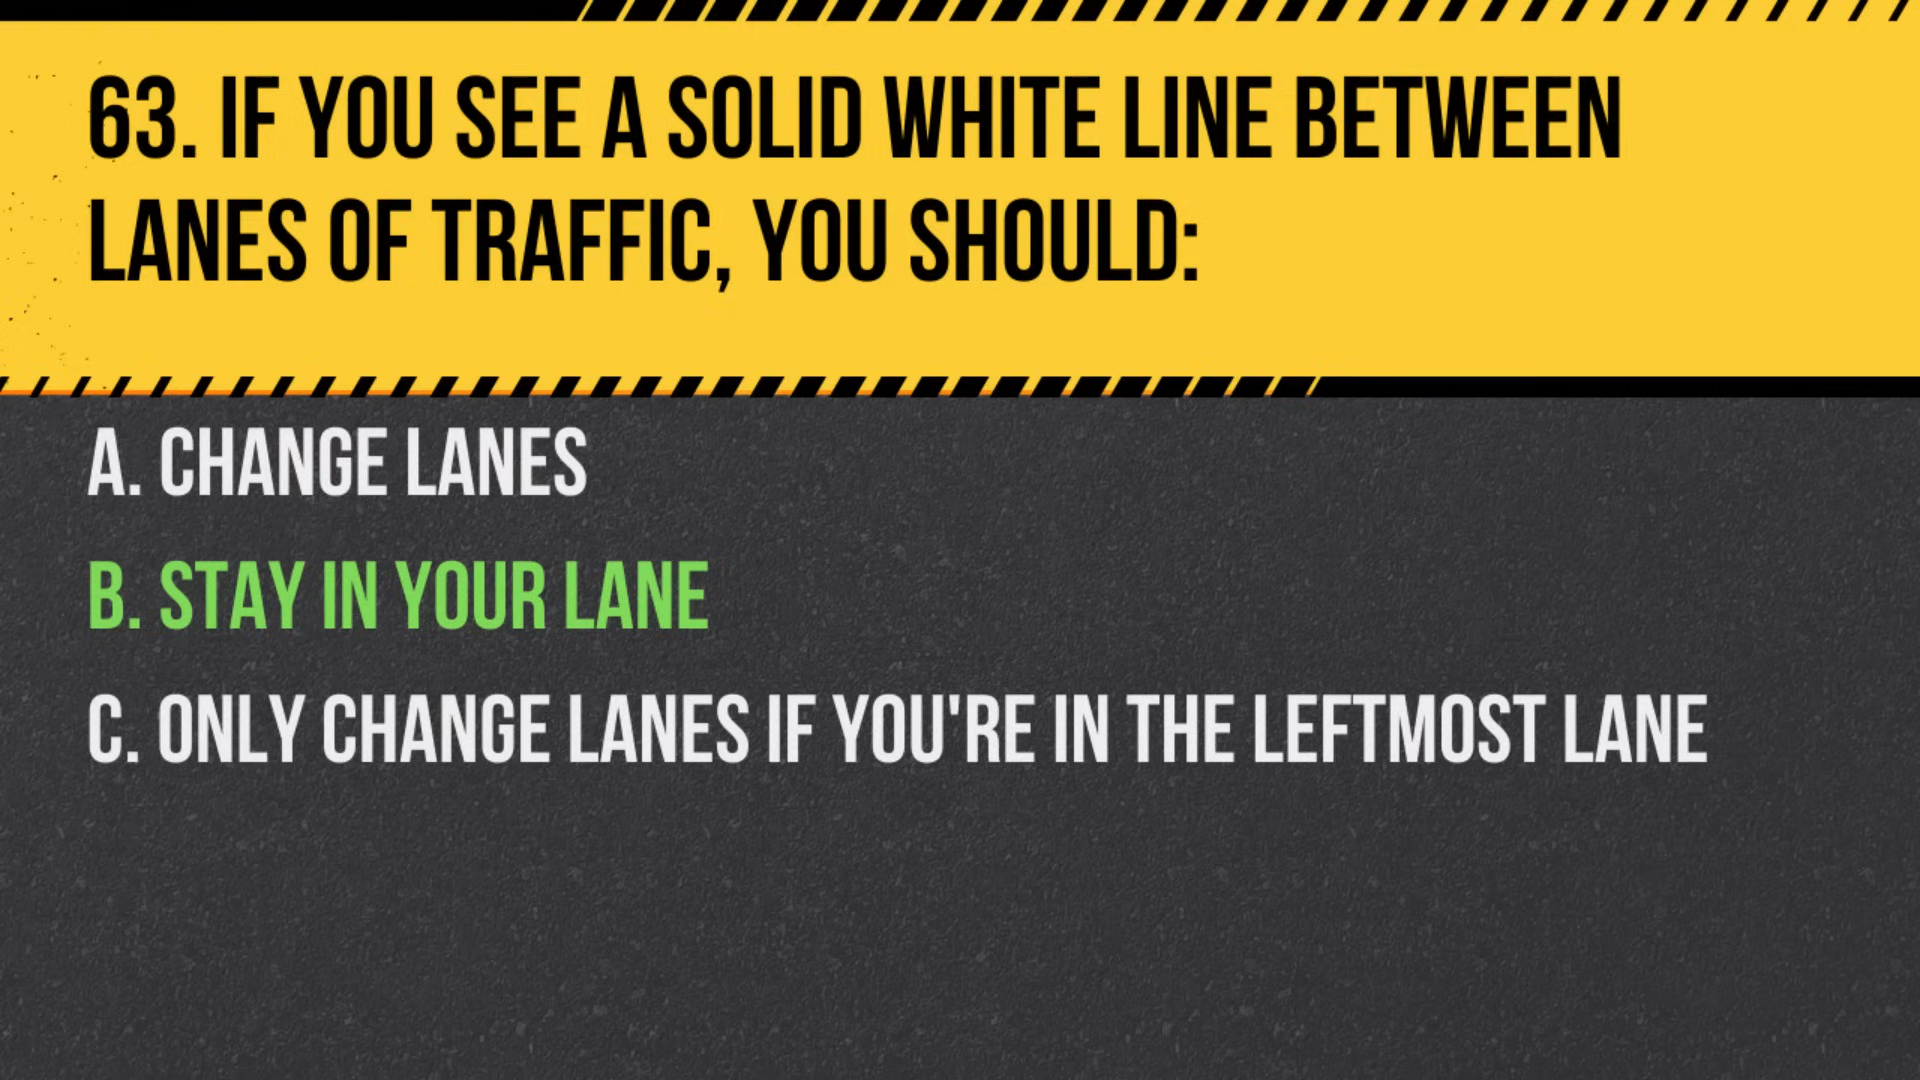 63. IF YOU SEE A SOLID WHITE LINE BETWEEN
LANES OF TRAFFIC, YOU SHOULD:
A. CHANGE LANES
B. STAY IN YOUR LANE
C. ONLY CHANGE LANES IF YOU'RE IN THE LEFTMOST LANE